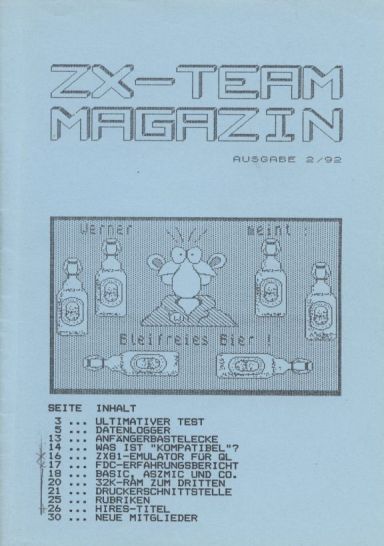 ZX-TEAM
MAGAZIN
AUSGABE 2/92
Werner meint :
Bleifreies Bier !
SEITE INHALT
3 ... ULTIMATIVER TEST
5 ... DATENLOGGER
13 ... ANFÄNGERBASTELECKE
14 ... WAS IST "KOMPATIBEL"?
16 ... ZX81-EMULATOR FÜR QL
17 ... FDC-ERFAHRUNGSBERICHT
18 ... BASIC, ASZMIC UND CO.
20 ... 32K-RAM ZUM DRITTEN
21 ... DRUCKERSCHNITTSTELLE
25 ... RUBRIKEN
26 ... HIRES-TITEL
30 ... NEUE MITGLIEDER